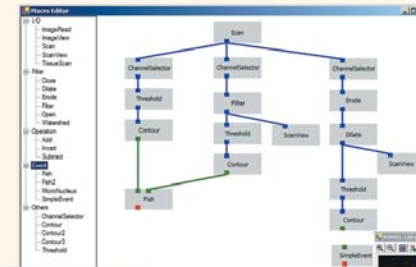 Macro Editor
I/O
ImageRead
ImageView
Scan
ScanView
TissueScan
Filter
Close
Dilate
Erode
Filter
Open
Watershed
Operation
Add
Invert
Subtract
Event
Fish
Fish2
MicroNucleus
SimpleEvent
Others
ChannelSelector
Contour
Contour2
Contour3
Threshold
Scan
ChannelSelector
ChannelSelector
ChannelSelector
Threshold
Filter
Erode
Contour
Threshold
ScanView
Dilate
Contour
ScanView
Fish
Threshold
Contour
SimpleEvent